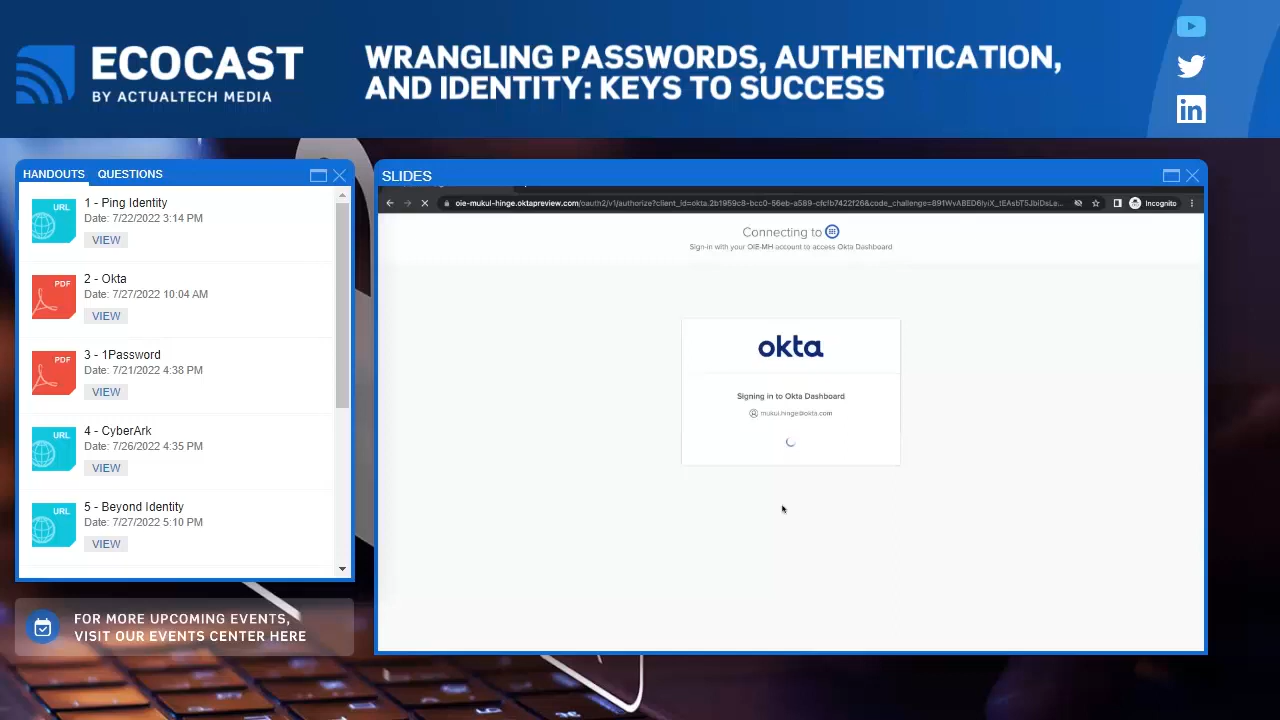 ECOCAST
BY ACTUALTECH MEDIA
WRANGLING PASSWORDS, AUTHENTICATION,
AND IDENTITY: KEYS TO SUCCESS
HANDOUTS QUESTIONS
URL
1 - Ping Identity
Date: 7/22/2022 3:14 PM
VIEW
PDF
2 - Okta
Date: 7/27/2022 10:04 AM
VIEW
PDF
3 - 1Password
Date: 7/21/2022 4:38 PM
VIEW
URL
4 - CyberArk
Date: 7/26/2022 4:35 PM
VIEW
URL
5 - Beyond Identity
Date: 7/27/2022 5:10 PM
VIEW
FOR MORE UPCOMING EVENTS,
VISIT OUR EVENTS CENTER HERE
SLIDES
Incognito
Connecting to
Sign-in with your OIE-MH account to access Okta Dashboard
okta
Signing in to Okta Dashboard
mukul.hinge@okta.com